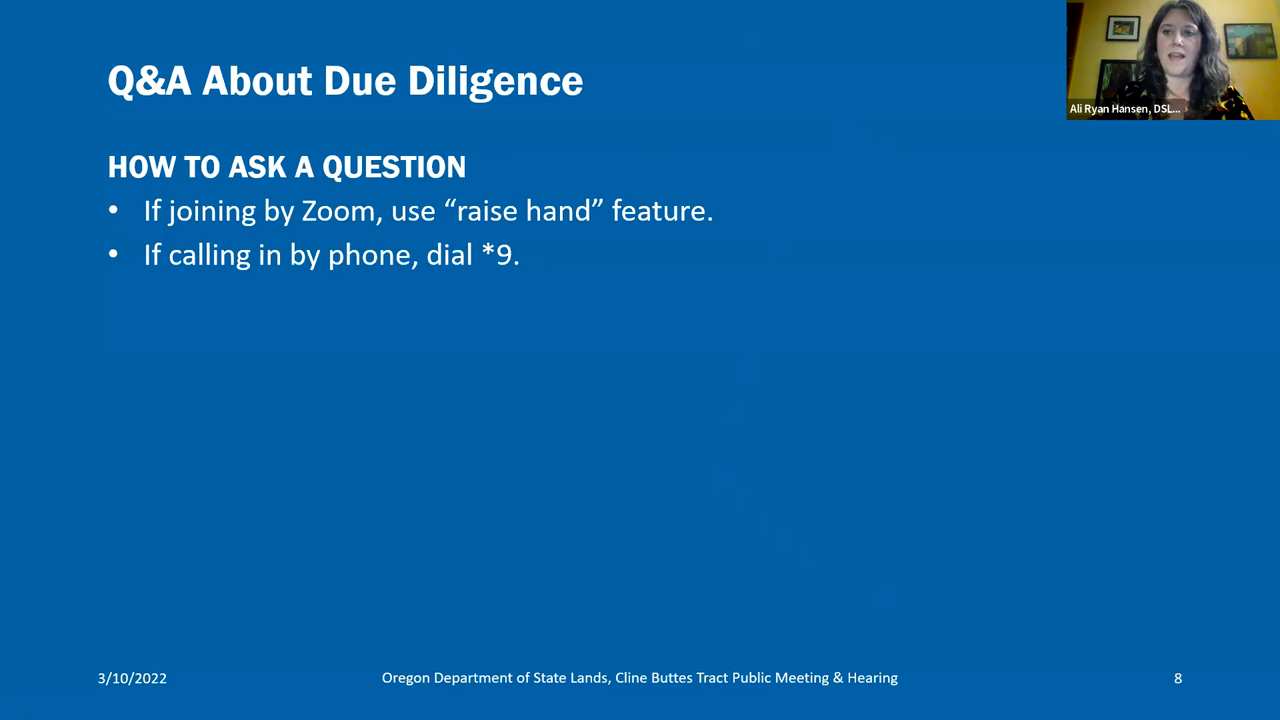 Q&A About Due Diligence
Ali Ryan Hansen, DSL...
HOW TO ASK A QUESTION
• If joining by Zoom, use “raise hand” feature.
• If calling in by phone, dial *9.
3/10/2022
Oregon Department of State Lands, Cline Buttes Tract Public Meeting & Hearing
8